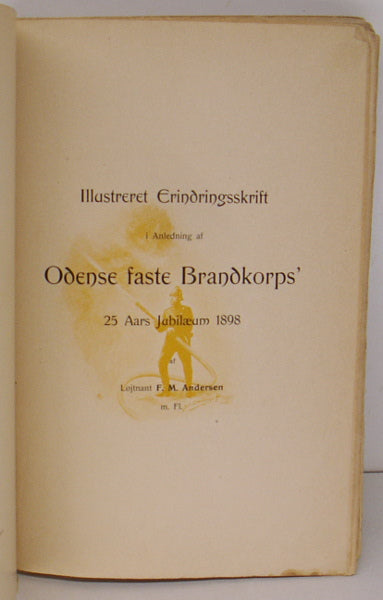 Illustreret Erindringsskrift
i Anledning af
Odense faste Brandkorps'
25 Aars Jubilæum 1898
af
Løjtnant F. M. Andersen
m. Fl.